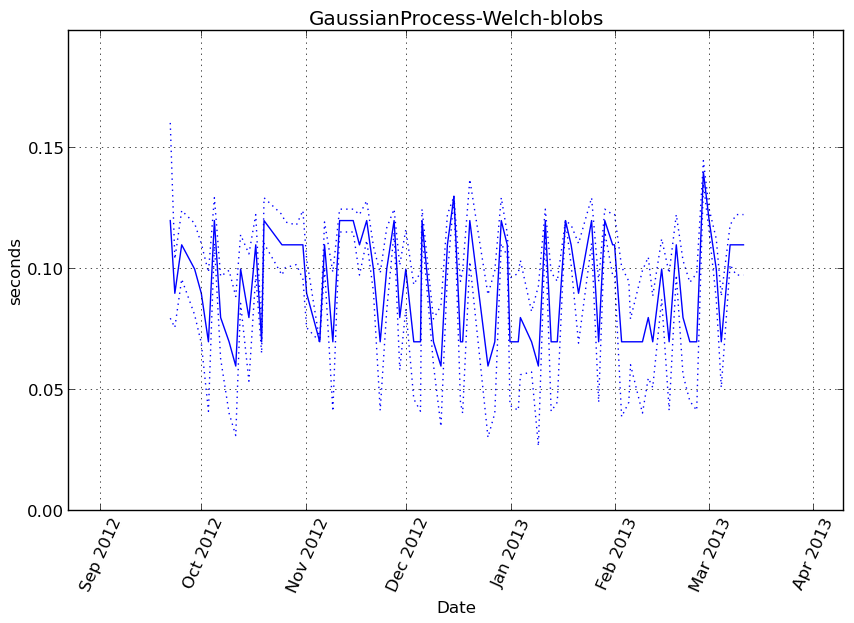 GaussianProcess-Welch-blobs
seconds
0.15
0.10
0.05
0.00
Sep 2012
Oct 2012
Nov 2012
Dec 2012
Jan 2013
Feb 2013
Mar 2013
Apr 2013
Date